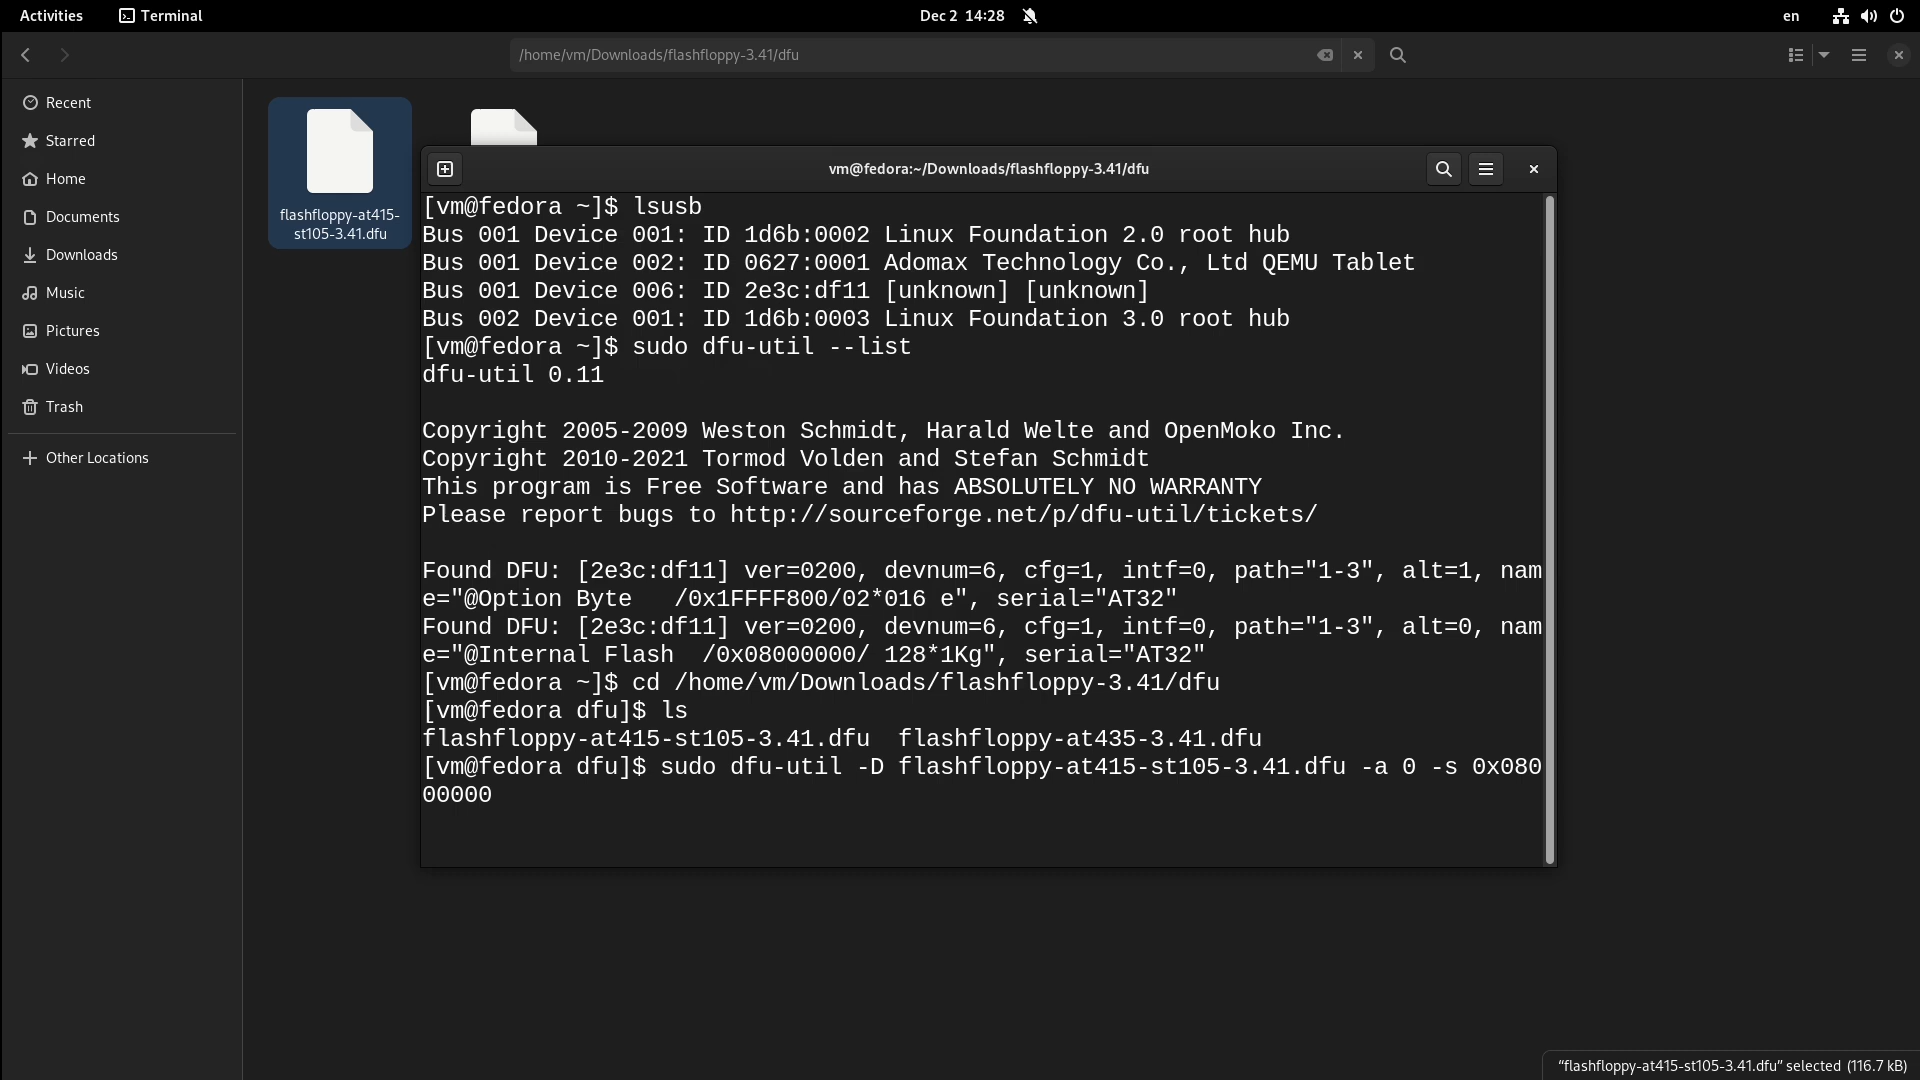 Activities
Terminal
Dec 2 14:28
en
/home/vm/Downloads/flashfloppy-3.41/dfu
Recent
Starred
Home
Documents
Downloads
Music
Pictures
Videos
Trash
Other Locations
flashfloppy-at415-
st105-3.41.dfu
vm@fedora:~/Downloads/flashfloppy-3.41/dfu
[vm@fedora ~]$ lsusb
Bus 001 Device 001: ID 1d6b:0002 Linux Foundation 2.0 root hub
Bus 001 Device 002: ID 0627:0001 Adomax Technology Co., Ltd QEMU Tablet
Bus 001 Device 006: ID 2e3c:df11 [unknown] [unknown]
Bus 002 Device 001: ID 1d6b:0003 Linux Foundation 3.0 root hub
[vm@fedora ~]$ sudo dfu-util --list
dfu-util 0.11
Copyright 2005-2009 Weston Schmidt, Harald Welte and OpenMoko Inc.
Copyright 2010-2021 Tormod Volden and Stefan Schmidt
This program is Free Software and has ABSOLUTELY NO WARRANTY
Please report bugs to http://sourceforge.net/p/dfu-util/tickets/
Found DFU: [2e3c:df11] ver=0200, devnum=6, cfg=1, intf=0, path="1-3", alt=1, nam
e="@Option Byte   /0x1FFFF800/02*016 e", serial="AT32"
Found DFU: [2e3c:df11] ver=0200, devnum=6, cfg=1, intf=0, path="1-3", alt=0, nam
e="@Internal Flash  /0x08000000/ 128*1Kg", serial="AT32"
[vm@fedora ~]$ cd /home/vm/Downloads/flashfloppy-3.41/dfu
[vm@fedora dfu]$ ls
flashfloppy-at415-st105-3.41.dfu  flashfloppy-at435-3.41.dfu
[vm@fedora dfu]$ sudo dfu-util -D flashfloppy-at415-st105-3.41.dfu -a 0 -s 0x080
00000
“flashfloppy-at415-st105-3.41.dfu” selected (116.7 kB)